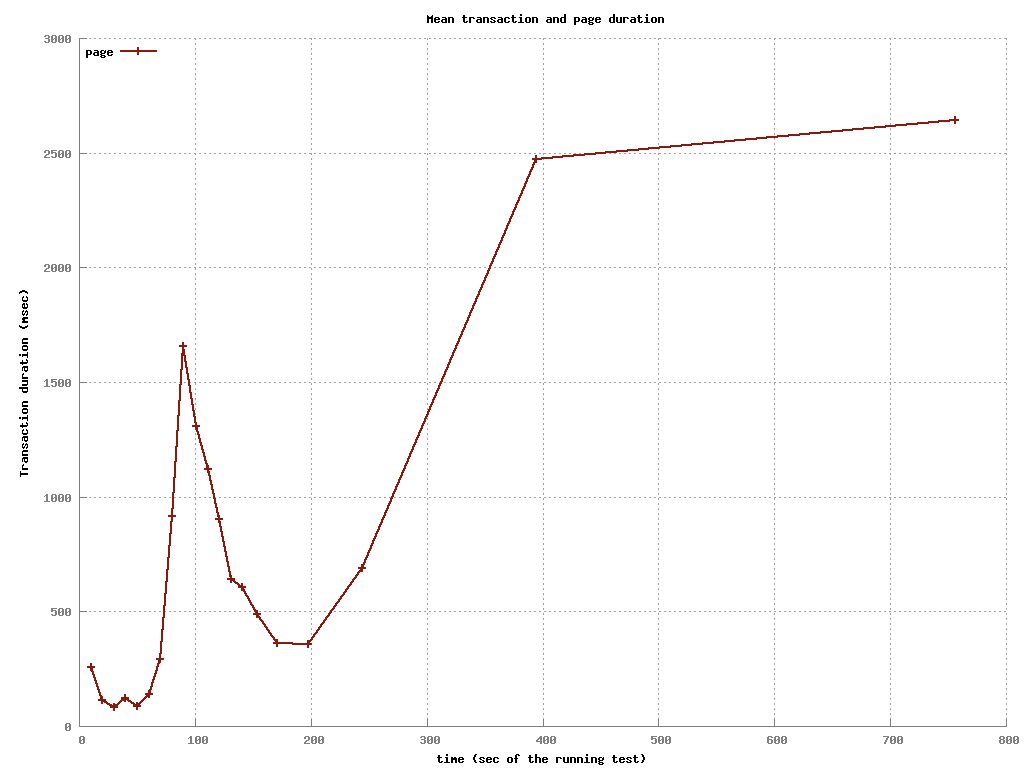 Mean transaction and page duration
page
3000
2500
2000
1500
1000
500
0
Transaction duration (msec)
0 100 200 300 400 500 600 700 800
time (sec of the running test)